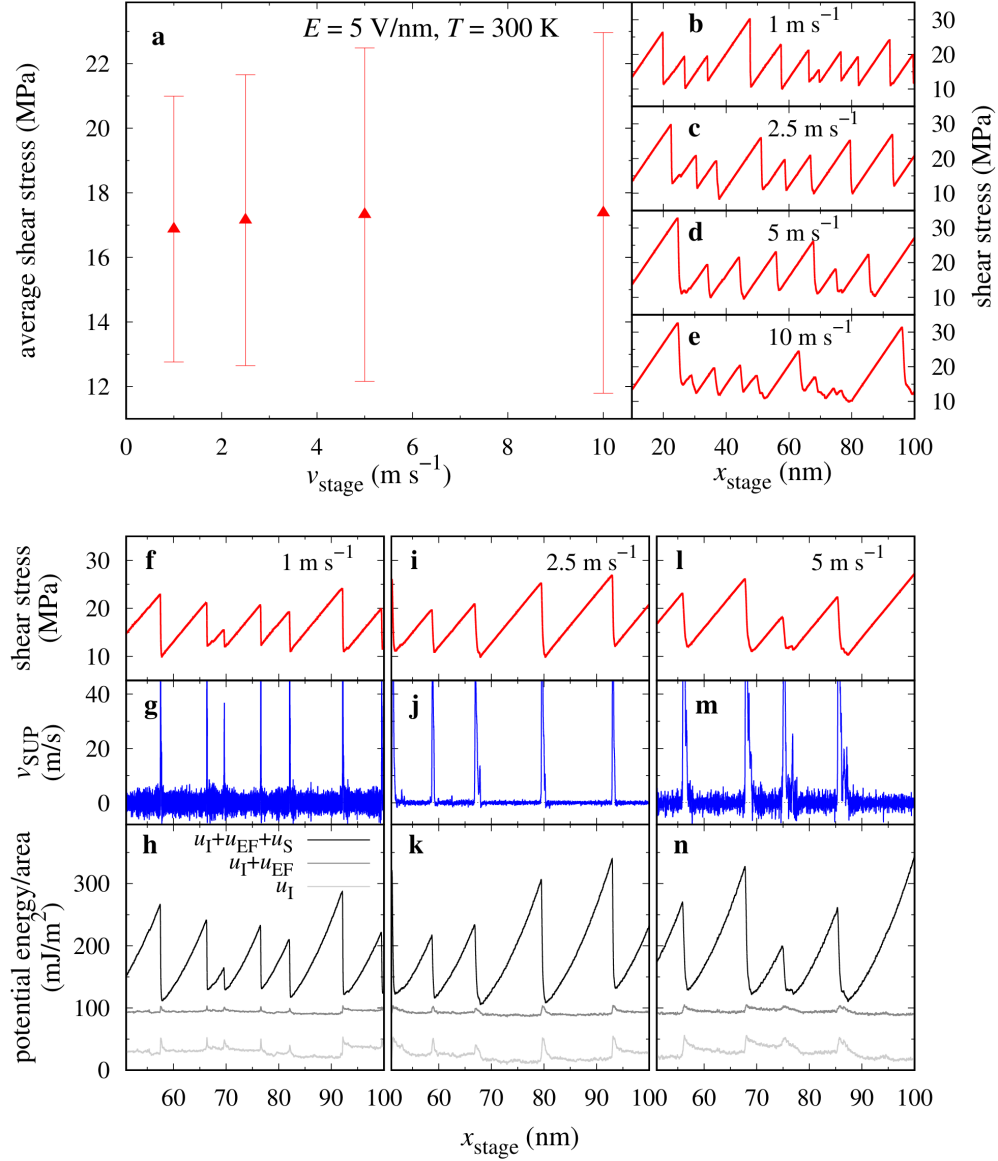 a
E = 5 V/nm, T = 300 K
average shear stress (MPa)
22
20
18
16
14
12
0 2 4 6 8 10
v_stage (m s⁻¹)
b 1 m s⁻¹
30
20
10
c 2.5 m s⁻¹
30
20
10
d 5 m s⁻¹
30
20
10
e 10 m s⁻¹
30
20
10
shear stress (MPa)
20 40 60 80 100
x_stage (nm)
shear stress
(MPa)
30
20
10
f 1 m s⁻¹
i 2.5 m s⁻¹
l 5 m s⁻¹
v_SUP
(m/s)
40
20
0
g
j
m
potential energy/area
(mJ/m²)
300
200
100
0
h
u_I+u_EF+u_S
u_I+u_EF
u_I
k
n
60 70 80 90 100
60 70 80 90 100
60 70 80 90 100
x_stage (nm)